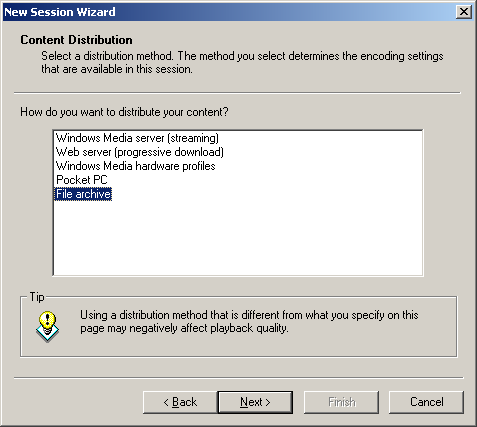 New Session Wizard
Content Distribution
Select a distribution method. The method you select determines the encoding settings
that are available in this session.
How do you want to distribute your content?
Windows Media server (streaming)
Web server (progressive download)
Windows Media hardware profiles
Pocket PC
File archive
Tip
Using a distribution method that is different from what you specify on this
page may negatively affect playback quality.
< Back
Next >
Finish
Cancel